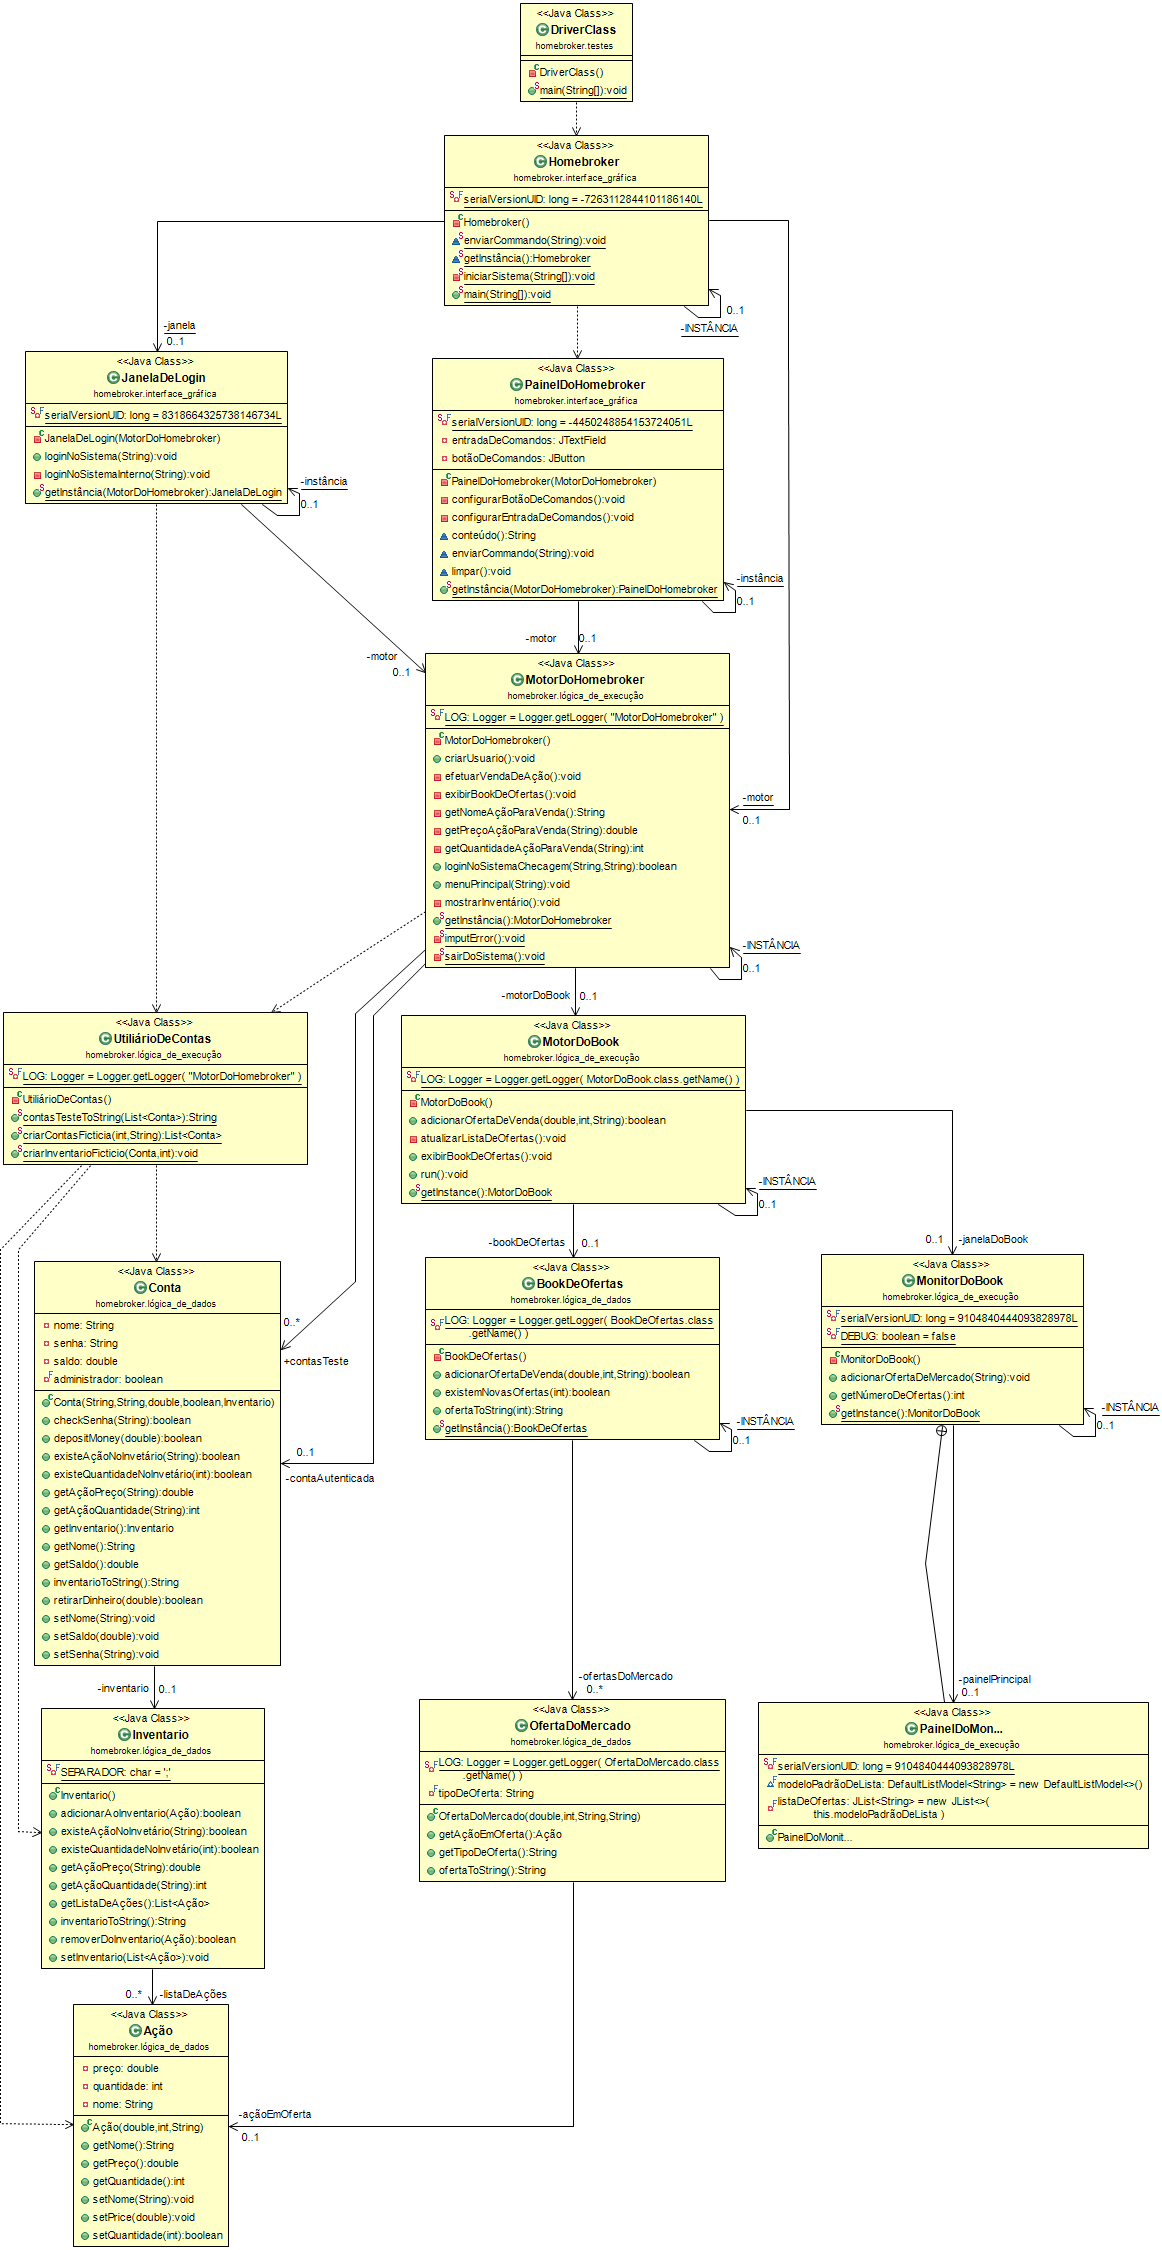 <<Java Class>>
DriverClass
homebroker.testes
DriverClass()
main(String[]):void
<<Java Class>>
Homebroker
homebroker.interface_gráfica
serialVersionUID: long = -7263112844101186140L
Homebroker()
enviarCommando(String):void
getInstância():Homebroker
iniciarSistema(String[]):void
main(String[]):void
0..1
-INSTÂNCIA
-janela
0..1
<<Java Class>>
JanelaDeLogin
homebroker.interface_gráfica
serialVersionUID: long = 8318664325738146734L
JanelaDeLogin(MotorDoHomebroker)
loginNoSistema(String):void
loginNoSistemaInterno(String):void
getInstância(MotorDoHomebroker):JanelaDeLogin
-instância
0..1
<<Java Class>>
PainelDoHomebroker
homebroker.interface_gráfica
serialVersionUID: long = -4450248854153724051L
entradaDeComandos: JTextField
botãoDeComandos: JButton
PainelDoHomebroker(MotorDoHomebroker)
configurarBotãoDeComandos():void
configurarEntradaDeComandos():void
conteúdo():String
enviarCommando(String):void
limpar():void
getInstância(MotorDoHomebroker):PainelDoHomebroker
-instância
0..1
-motor
0..1
-motor
0..1
<<Java Class>>
MotorDoHomebroker
homebroker.lógica_de_execução
LOG: Logger = Logger.getLogger( "MotorDoHomebroker" )
MotorDoHomebroker()
criarUsuario():void
efetuarVendaDeAção():void
exibirBookDeOfertas():void
getNomeAçãoParaVenda():String
getPreçoAçãoParaVenda(String):double
getQuantidadeAçãoParaVenda(String):int
loginNoSistemaChecagem(String,String):boolean
menuPrincipal(String):void
mostrarInventário():void
getInstância():MotorDoHomebroker
imputError():void
sairDoSistema():void
-motor
0..1
-INSTÂNCIA
0..1
-motorDoBook
0..1
<<Java Class>>
UtiliárioDeContas
homebroker.lógica_de_execução
LOG: Logger = Logger.getLogger( "MotorDoHomebroker" )
UtiliárioDeContas()
contasTesteToString(List<Conta>):String
criarContasFicticia(int,String):List<Conta>
criarInventarioFicticio(Conta,int):void
<<Java Class>>
MotorDoBook
homebroker.lógica_de_execução
LOG: Logger = Logger.getLogger( MotorDoBook.class.getName() )
MotorDoBook()
adicionarOfertaDeVenda(double,int,String):boolean
atualizarListaDeOfertas():void
exibirBookDeOfertas():void
run():void
getInstance():MotorDoBook
-INSTÂNCIA
0..1
-bookDeOfertas
0..1
0..1
-janelaDoBook
<<Java Class>>
Conta
homebroker.lógica_de_dados
nome: String
senha: String
saldo: double
administrador: boolean
Conta(String,String,double,boolean,Inventario)
checkSenha(String):boolean
depositMoney(double):boolean
existeAçãoNoInvetário(String):boolean
existeQuantidadeNoInvetário(int):boolean
getAçãoPreço(String):double
getAçãoQuantidade(String):int
getInventario():Inventario
getNome():String
getSaldo():double
inventarioToString():String
retirarDinheiro(double):boolean
setNome(String):void
setSaldo(double):void
setSenha(String):void
0..*
+contasTeste
0..1
-contaAutenticada
<<Java Class>>
BookDeOfertas
homebroker.lógica_de_dados
LOG: Logger = Logger.getLogger( BookDeOfertas.class
.getName() )
BookDeOfertas()
adicionarOfertaDeVenda(double,int,String):boolean
existemNovasOfertas(int):boolean
ofertaToString(int):String
getInstância():BookDeOfertas
-INSTÂNCIA
0..1
<<Java Class>>
MonitorDoBook
homebroker.lógica_de_execução
serialVersionUID: long = 9104840444093828978L
DEBUG: boolean = false
MonitorDoBook()
adicionarOfertaDeMercado(String):void
getNúmeroDeOfertas():int
getInstance():MonitorDoBook
-INSTÂNCIA
0..1
-inventario
0..1
-ofertasDoMercado
0..*
-painelPrincipal
0..1
<<Java Class>>
Inventario
homebroker.lógica_de_dados
SEPARADOR: char = ';'
Inventario()
adicionarAoInventario(Ação):boolean
existeAçãoNoInvetário(String):boolean
existeQuantidadeNoInvetário(int):boolean
getAçãoPreço(String):double
getAçãoQuantidade(String):int
getListaDeAções():List<Ação>
inventarioToString():String
removerDoInventario(Ação):boolean
setInventario(List<Ação>):void
<<Java Class>>
OfertaDoMercado
homebroker.lógica_de_dados
LOG: Logger = Logger.getLogger( OfertaDoMercado.class
.getName() )
tipoDeOferta: String
OfertaDoMercado(double,int,String,String)
getAçãoEmOferta():Ação
getTipoDeOferta():String
ofertaToString():String
<<Java Class>>
PainelDoMon...
homebroker.lógica_de_execução
serialVersionUID: long = 9104840444093828978L
modeloPadrãoDeLista: DefaultListModel<String> = new DefaultListModel<>()
listaDeOfertas: JList<String> = new JList<>(
this.modeloPadrãoDeLista )
PainelDoMonit...
0..*
-listaDeAções
<<Java Class>>
Ação
homebroker.lógica_de_dados
preço: double
quantidade: int
nome: String
Ação(double,int,String)
getNome():String
getPreço():double
getQuantidade():int
setNome(String):void
setPrice(double):void
setQuantidade(int):boolean
-açãoEmOferta
0..1